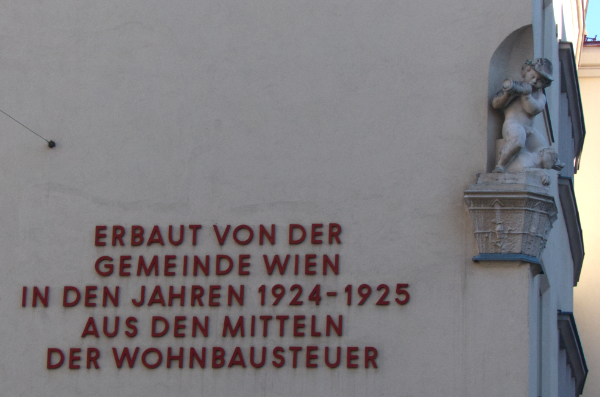 ERBAUT VON DER
GEMEINDE WIEN
IN DEN JAHREN 1924-1925
AUS DEN MITTELN
DER WOHNBAUSTEUER